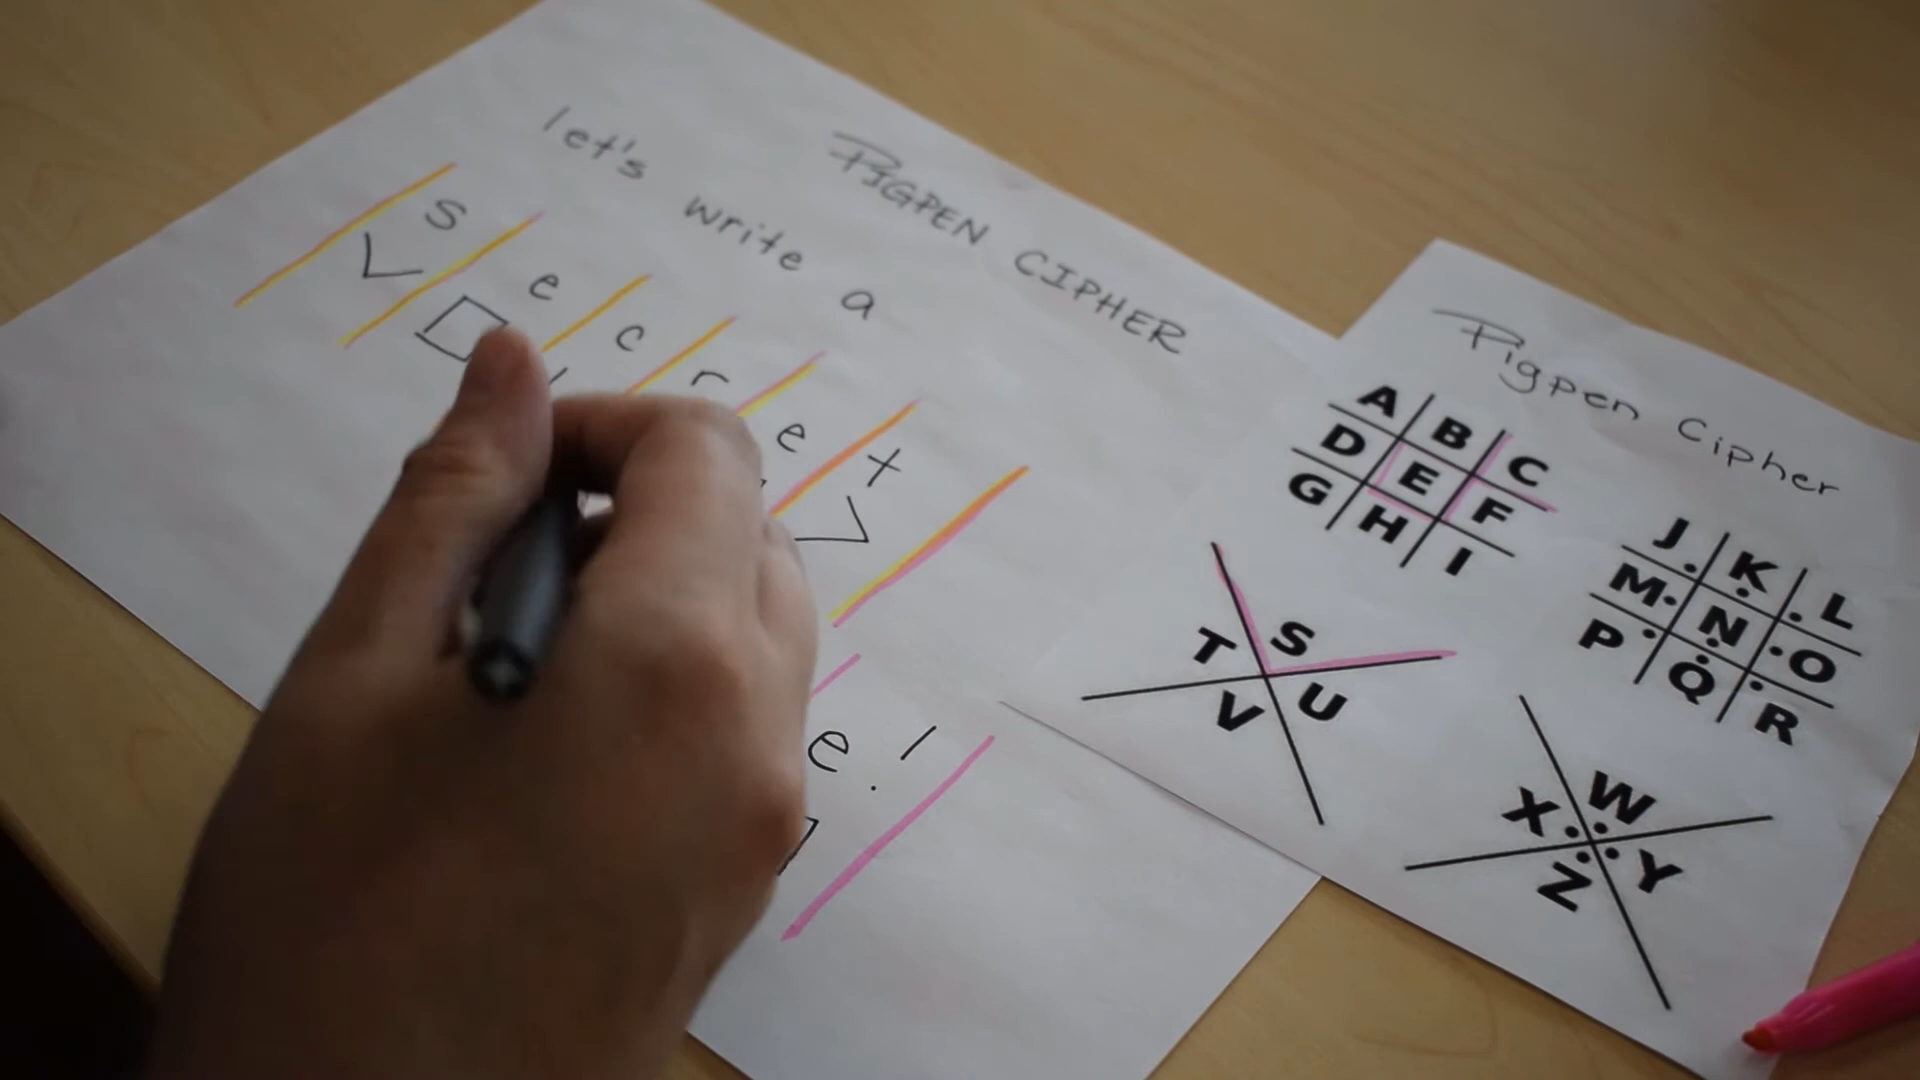 PIGPEN CIPHER
let's write a
s e c r e t
e!
Pigpen Cipher
A B C
D E F
G H I
J K L
M N O
P Q R
S
T U
V
W
X Y
Z